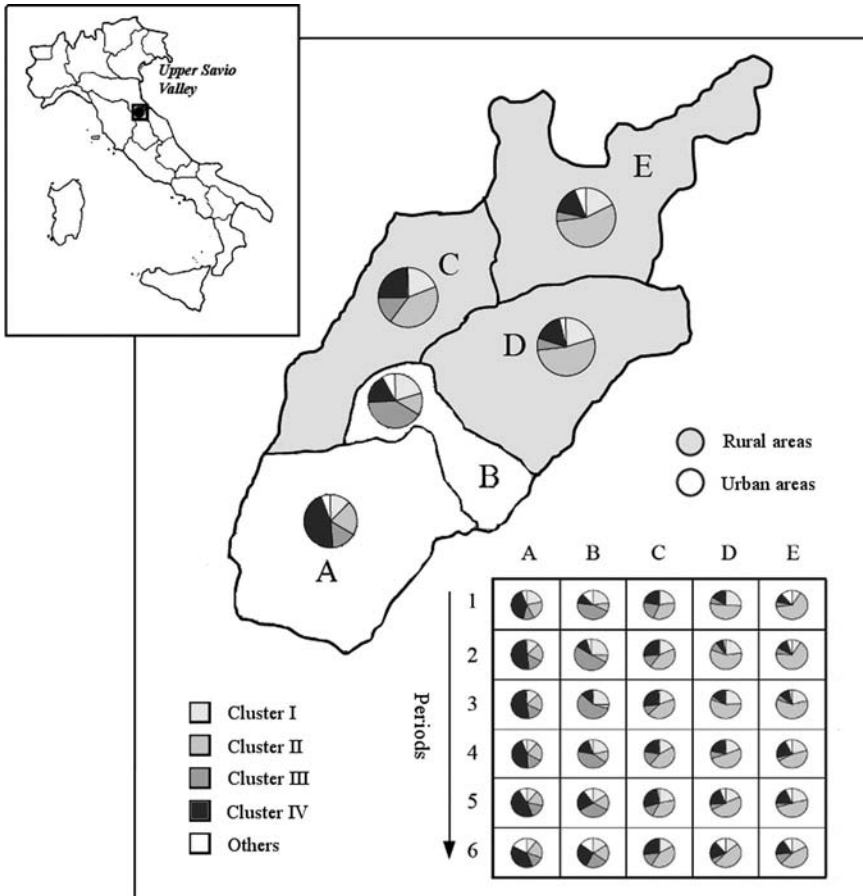 Upper Savio
Valley
E
C
D
B
A
Rural areas
Urban areas
Cluster I
Cluster II
Cluster III
Cluster IV
Others
A B C D E
Periods
1
2
3
4
5
6